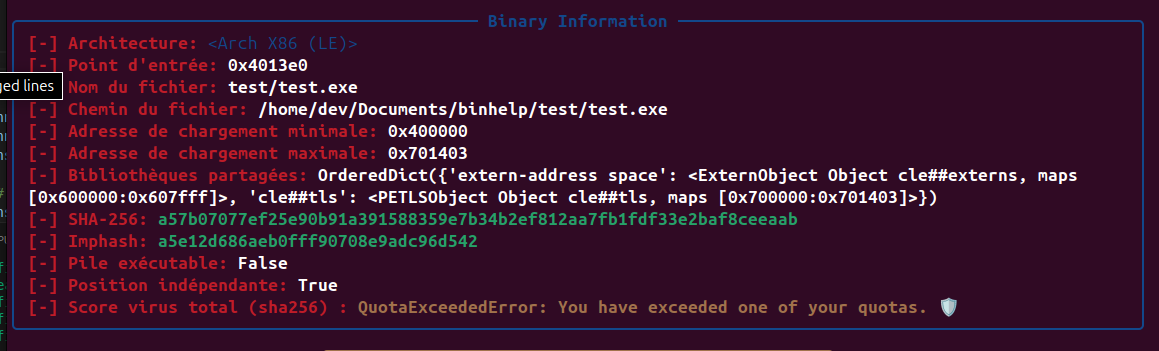 Binary Information
[-] Architecture: <Arch X86 (LE)>
[-] Point d'entrée: 0x4013e0
ged lines
Nom du fichier: test/test.exe
[-] Chemin du fichier: /home/dev/Documents/binhelp/test/test.exe
[-] Adresse de chargement minimale: 0x400000
[-] Adresse de chargement maximale: 0x701403
[-] Bibliothèques partagées: OrderedDict({'extern-address space': <ExternObject Object cle##externs, maps
[0x600000:0x607fff]>, 'cle##tls': <PETLSObject Object cle##tls, maps [0x700000:0x701403]>})
[-] SHA-256: a57b07077ef25e90b91a391588359e7b34b2ef812aa7fb1fdf33e2baf8ceeaab
[-] Imphash: a5e12d686aeb0fff90708e9adc96d542
[-] Pile exécutable: False
[-] Position indépendante: True
[-] Score virus total (sha256) : QuotaExceededError: You have exceeded one of your quotas.